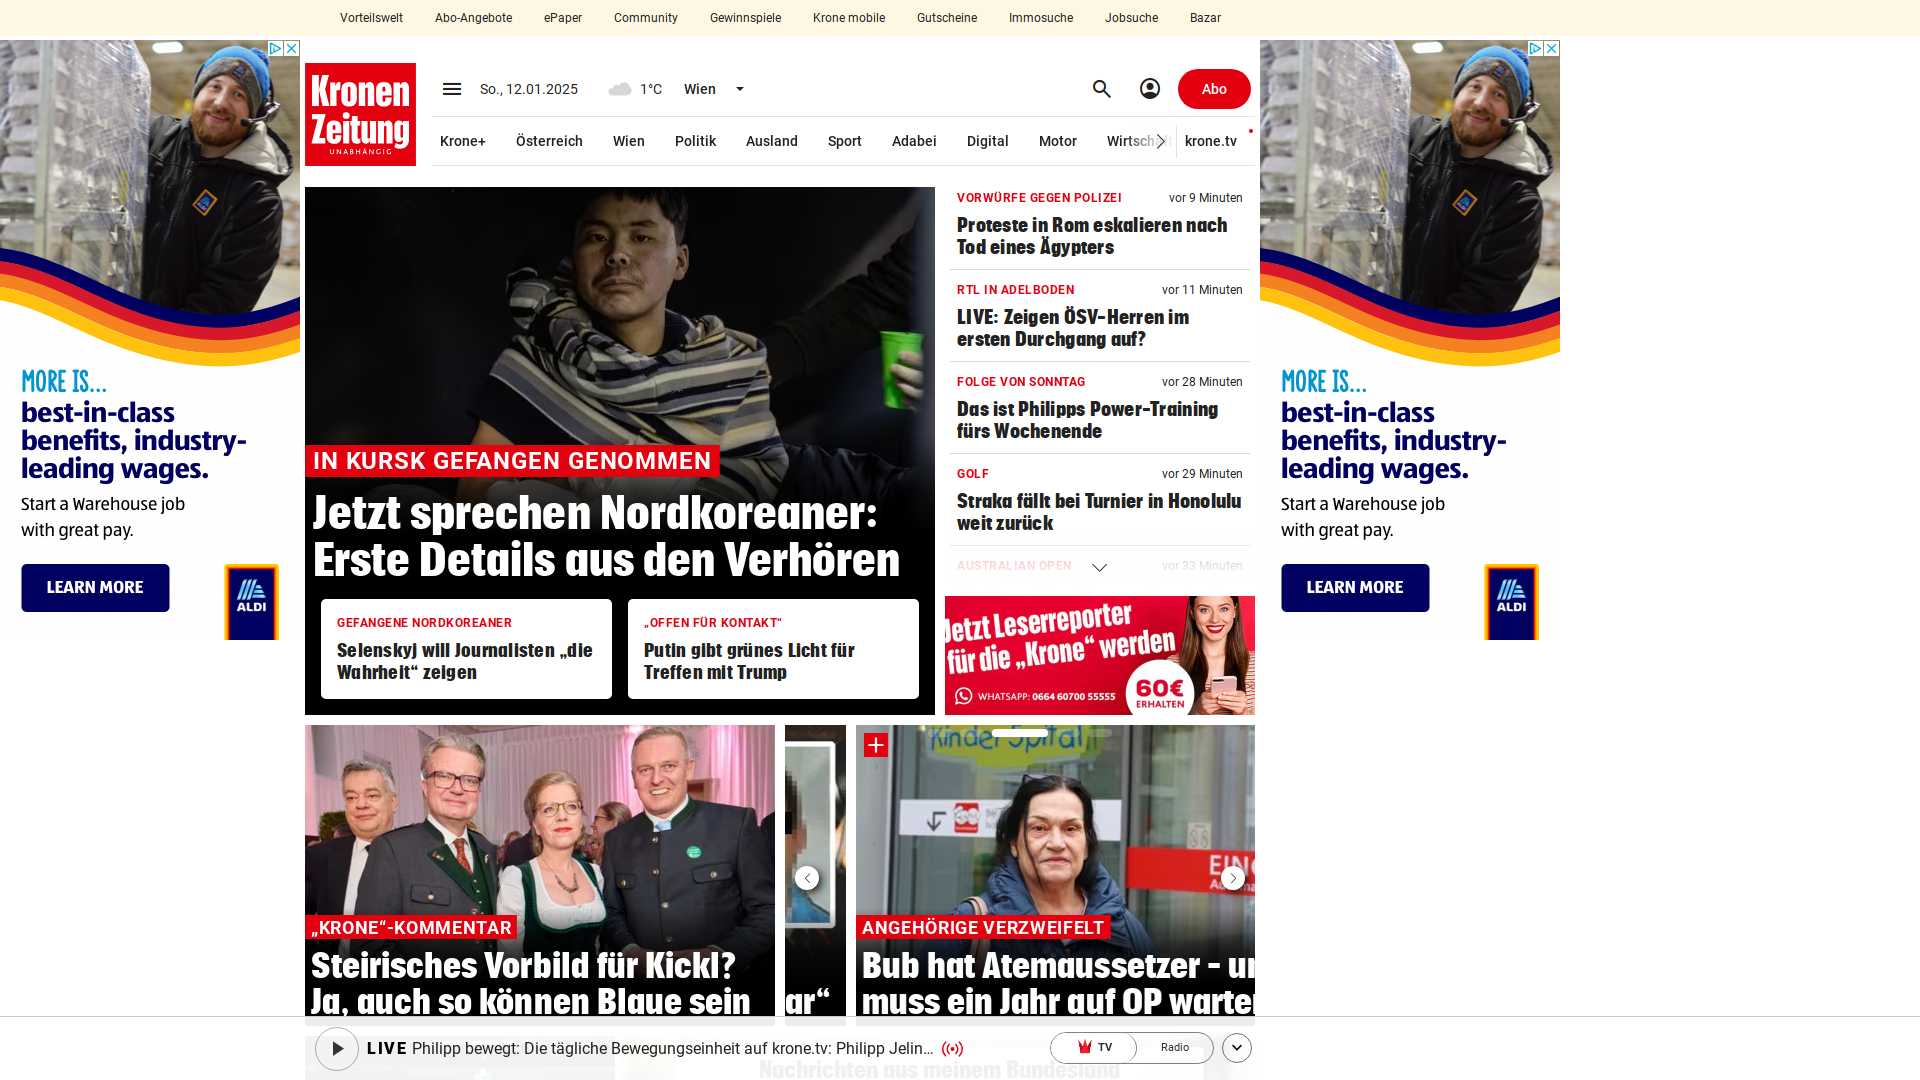 Vorteilswelt Abo-Angebote ePaper Community Gewinnspiele Krone mobile Gutscheine Immosuche Jobsuche Bazar
Kronen
Zeitung
UNABHÄNGIG
So., 12.01.2025 1°C Wien Abo
Krone+ Österreich Wien Politik Ausland Sport Adabei Digital Motor Wirtschaft krone.tv
MORE IS...
best-in-class
benefits, industry-
leading wages.
Start a Warehouse job
with great pay.
LEARN MORE
ALDI
IN KURSK GEFANGEN GENOMMEN
Jetzt sprechen Nordkoreaner:
Erste Details aus den Verhören
GEFANGENE NORDKOREANER
Selenskyj will Journalisten „die
Wahrheit“ zeigen
„OFFEN FÜR KONTAKT“
Putin gibt grünes Licht für
Treffen mit Trump
VORWÜRFE GEGEN POLIZEI vor 9 Minuten
Proteste in Rom eskalieren nach
Tod eines Ägypters
RTL IN ADELBODEN vor 11 Minuten
LIVE: Zeigen ÖSV-Herren im
ersten Durchgang auf?
FOLGE VON SONNTAG vor 28 Minuten
Das ist Philipps Power-Training
fürs Wochenende
GOLF vor 29 Minuten
Straka fällt bei Turnier in Honolulu
weit zurück
AUSTRALIAN OPEN vor 33 Minuten
Jetzt Leserreporter
für die „Krone“ werden
WHATSAPP: 0664 60700 55555
60€
ERHALTEN
MORE IS...
best-in-class
benefits, industry-
leading wages.
Start a Warehouse job
with great pay.
LEARN MORE
ALDI
„KRONE“-KOMMENTAR
Steirisches Vorbild für Kickl?
Ja, auch so können Blaue sein
ar“
Kinderspital
EING
ANGEHÖRIGE VERZWEIFELT
Bub hat Atemaussetzer – un
muss ein Jahr auf OP warten
LIVE Philipp bewegt: Die tägliche Bewegungseinheit auf krone.tv: Philipp Jelin... TV Radio
Nachrichten aus meinem Bundesland